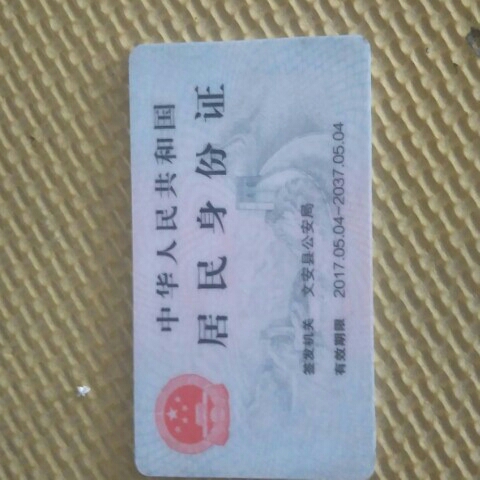 中华人民共和国
居民身份证
签发机关 文安县公安局
有效期限 2017.05.04-2037.05.04